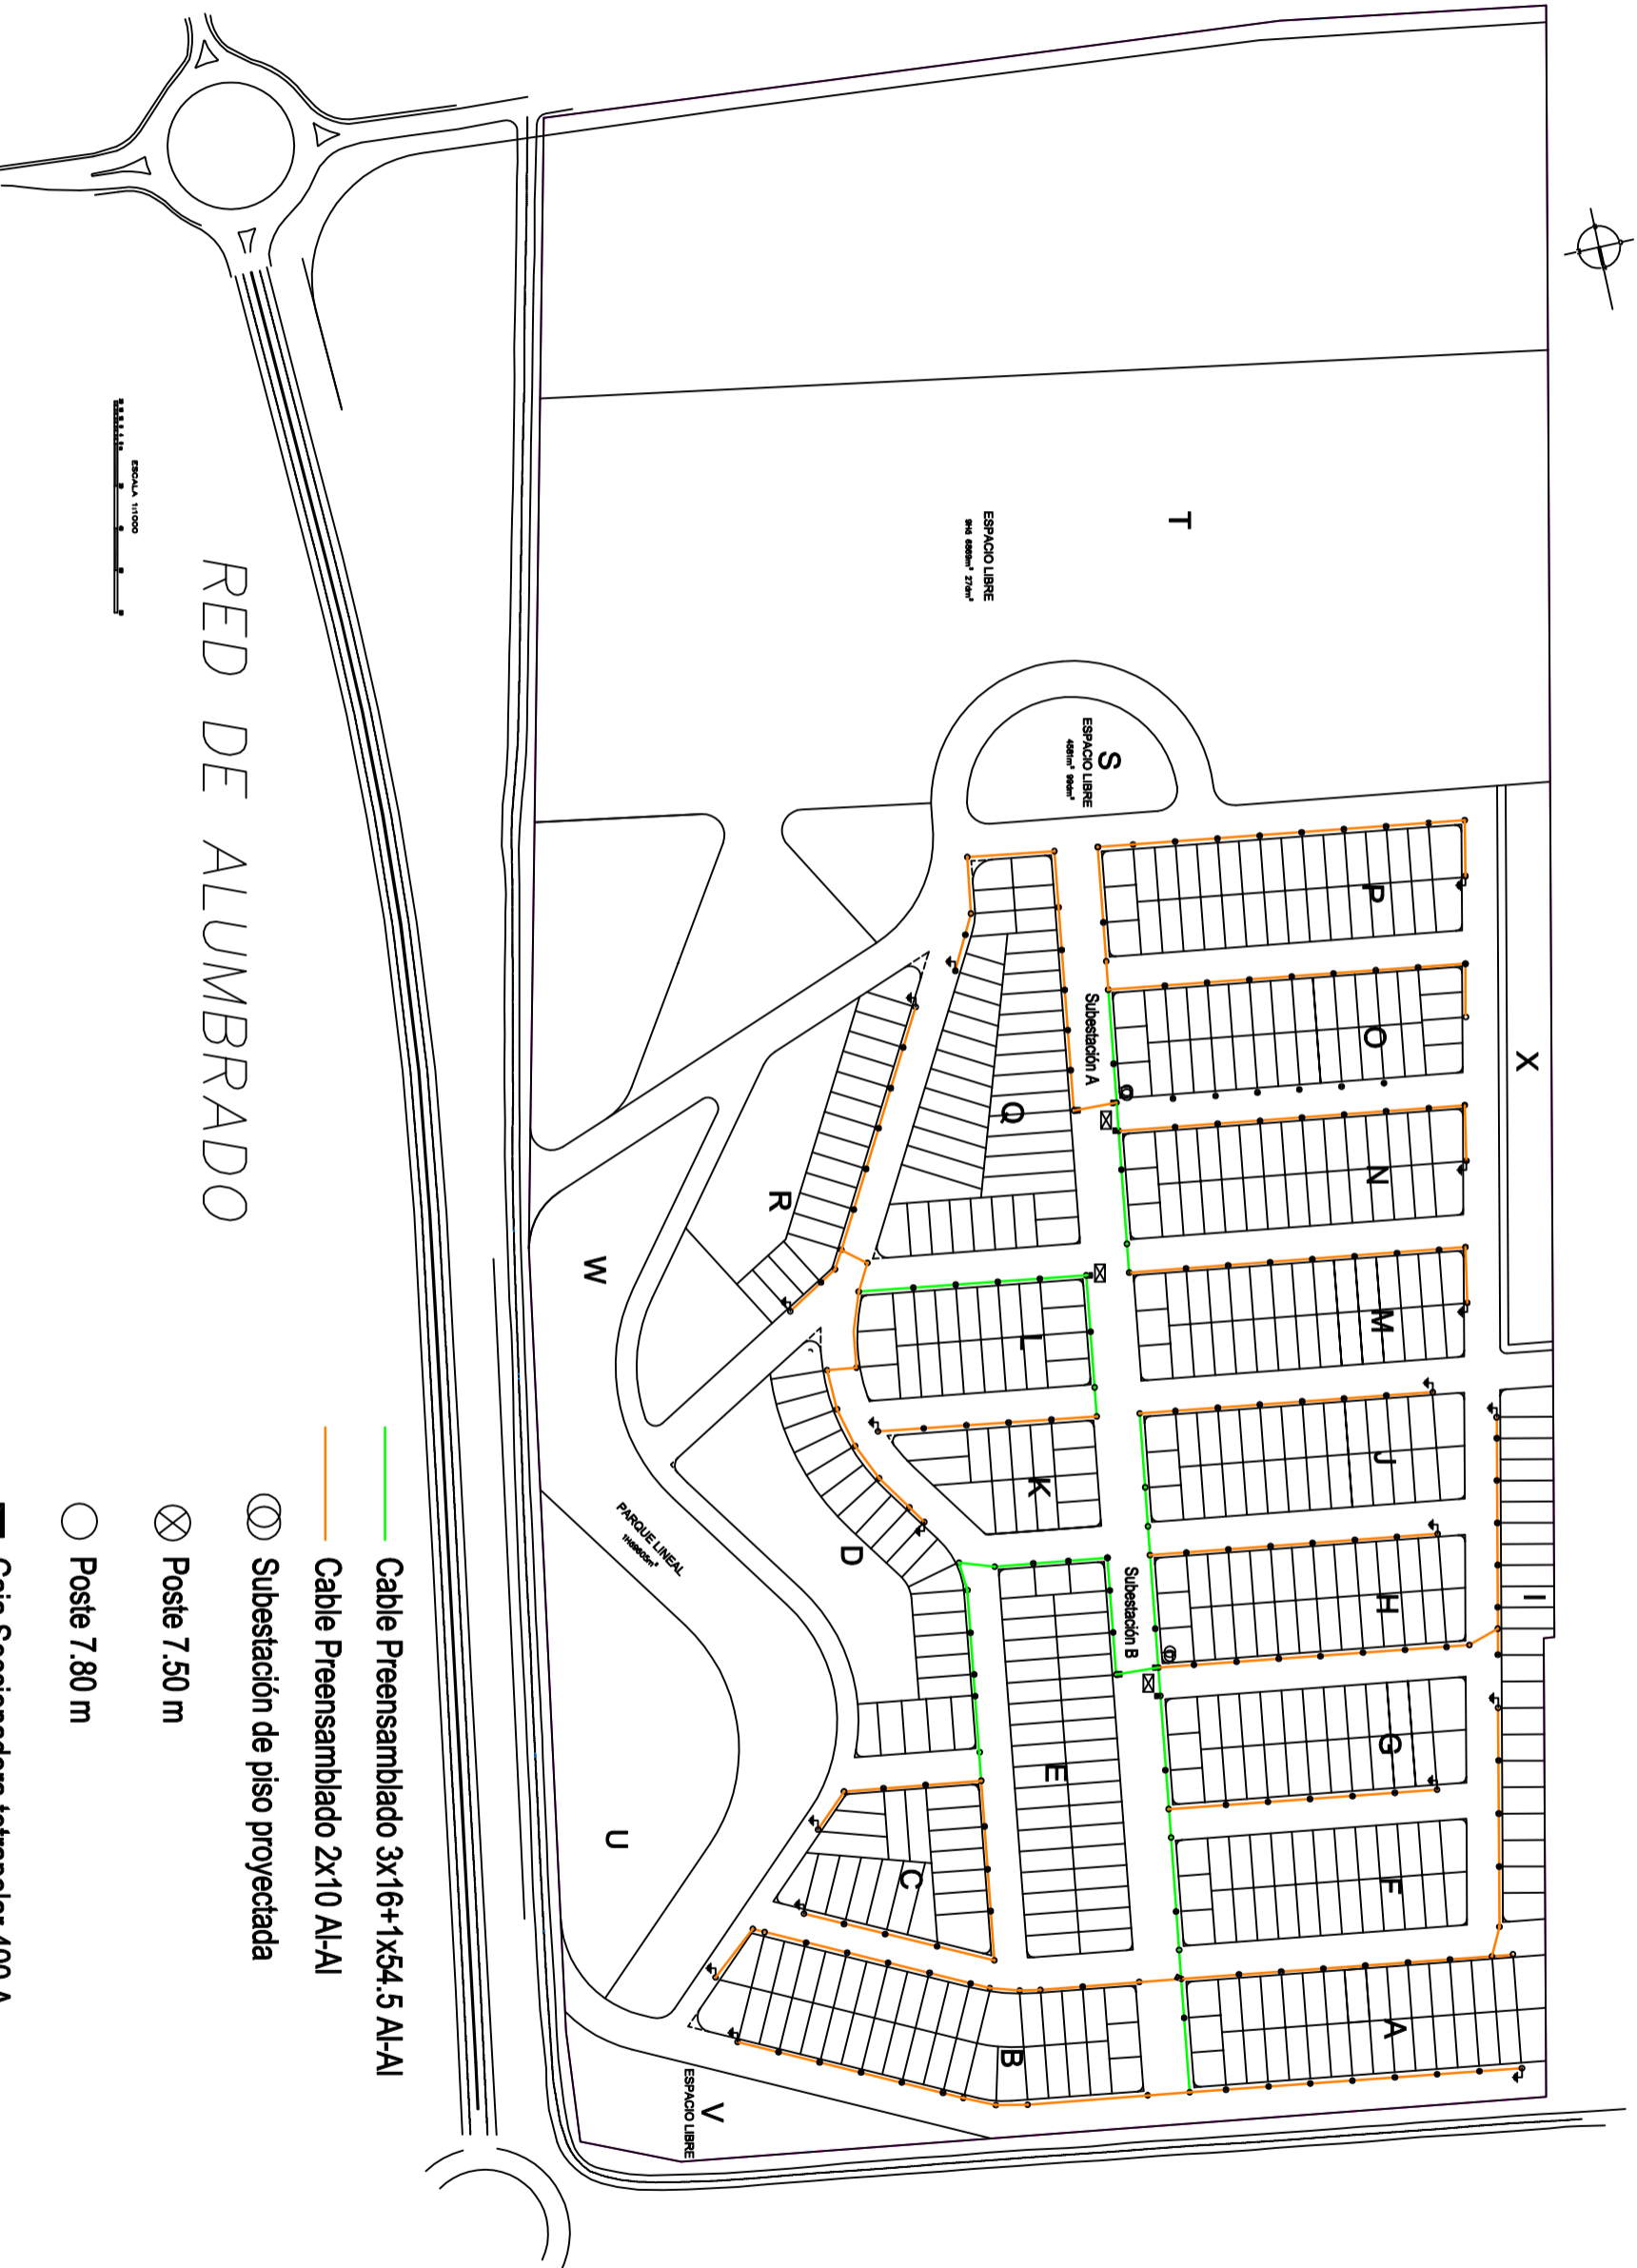 RED DE ALUMBRADO
ESCALA 1:1000
X
P
O
N
M
J
H
G
F
A
I
T
ESPACIO LIBRE
S
ESPACIO LIBRE
Subestación A
Q
R
L
K
Subestación B
D
E
C
B
W
PARQUE LINEAL
U
V
ESPACIO LIBRE
Cable Preensamblado 3x16+1x54.5 Al-Al
Cable Preensamblado 2x10 Al-Al
Subestación de piso proyectada
Poste 7.50 m
Poste 7.80 m